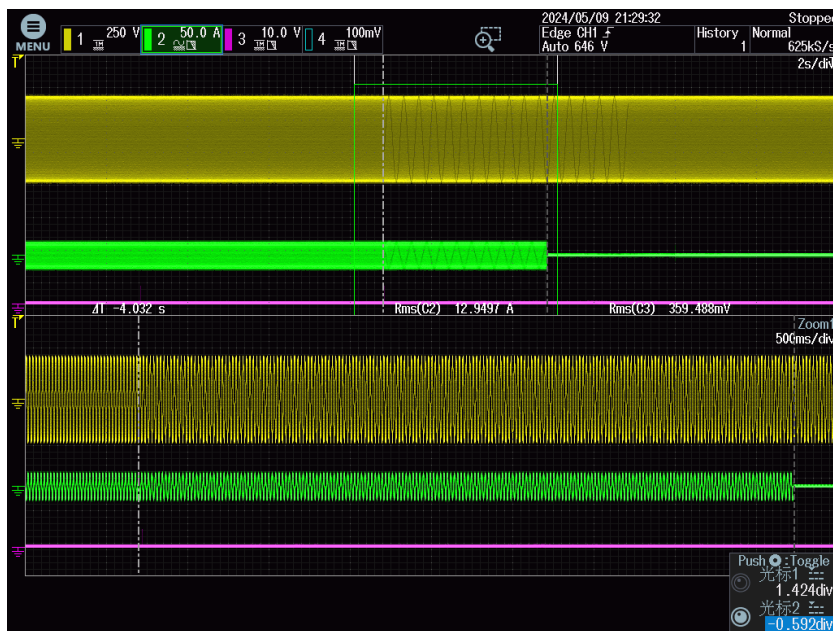 2024/05/09 21:29:32 Stopped
MENU 1 250 V 2 50.0 A 3 10.0 V 4 100mV Edge CH1 History Normal
Auto 646 V 1 625kS/s
2s/div
T
ΔT -4.032 s Rms(C2) 12.9497 A Rms(C3) 359.488mV
T Zoom1
500ms/div
Push :Toggle
光标1
1.424div
光标2
-0.592div